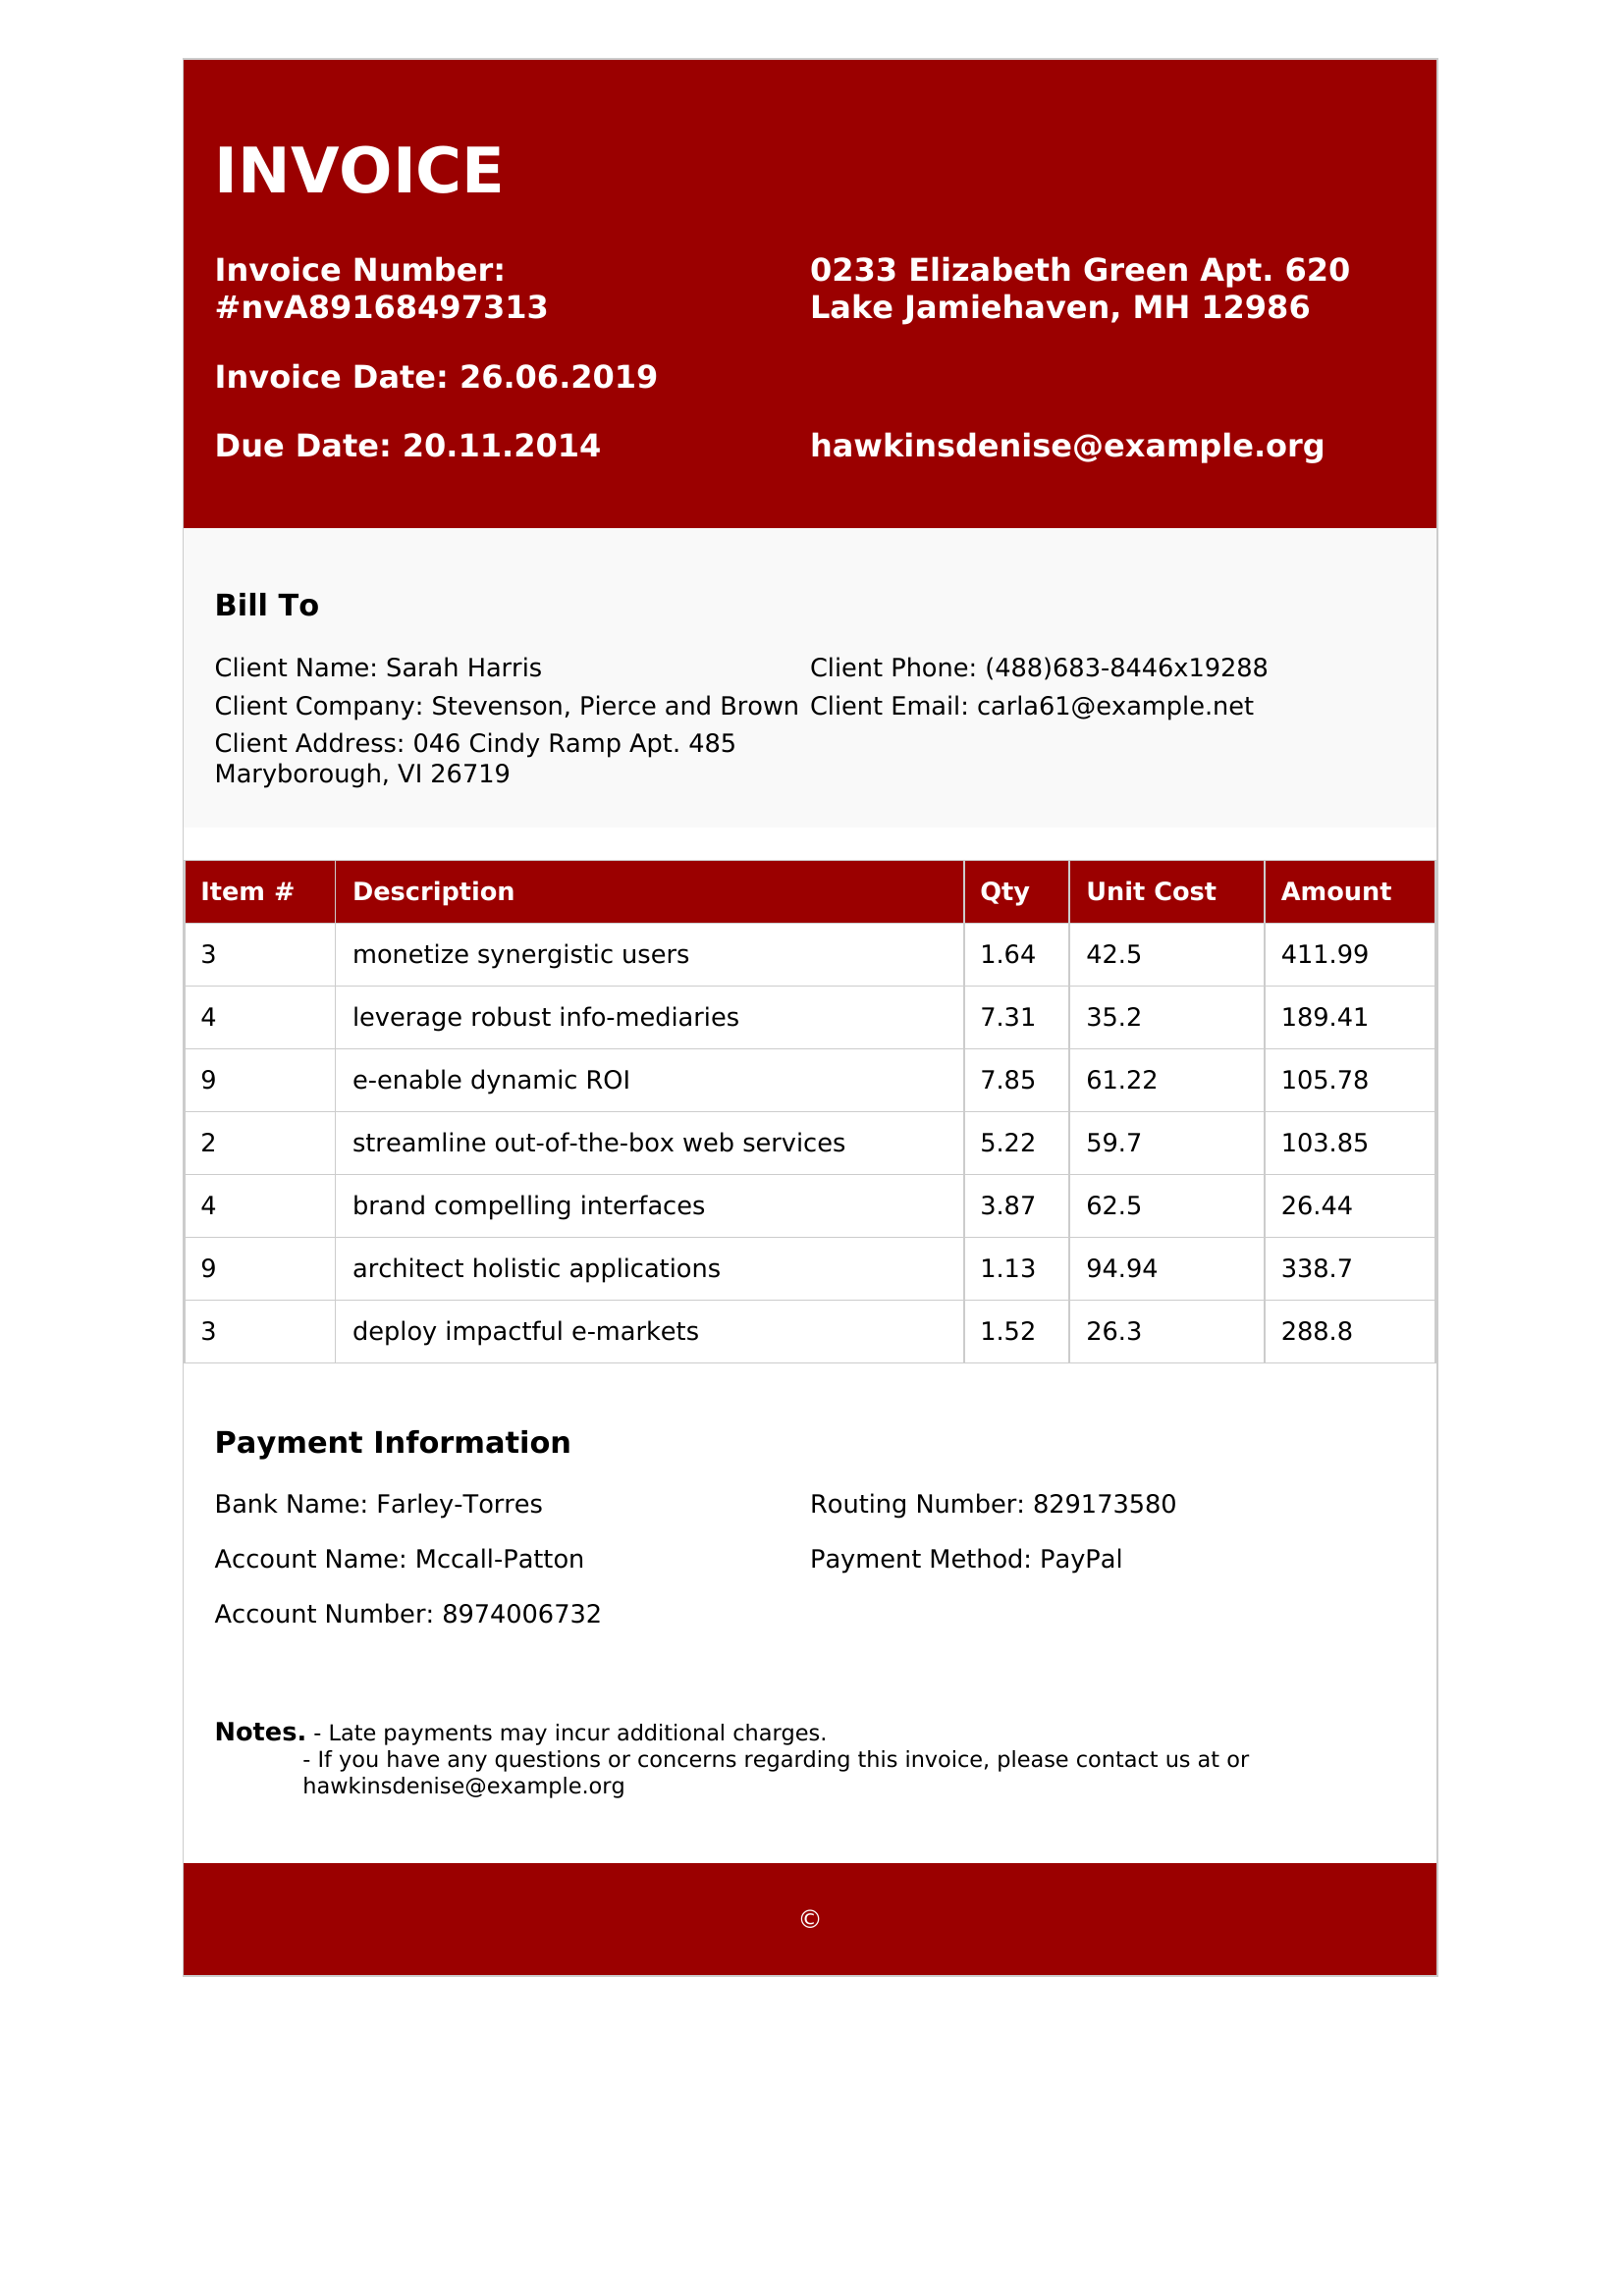 INVOICE
Invoice Number:
#nvA89168497313
0233 Elizabeth Green Apt. 620
Lake Jamiehaven, MH 12986
Invoice Date: 26.06.2019
Due Date: 20.11.2014
hawkinsdenise@example.org
Bill To
Client Name: Sarah Harris
Client Phone: (488)683-8446x19288
Client Company: Stevenson, Pierce and Brown
Client Email: carla61@example.net
Client Address: 046 Cindy Ramp Apt. 485
Maryborough, VI 26719
Item # Description Qty Unit Cost Amount
3 monetize synergistic users 1.64 42.5 411.99
4 leverage robust info-mediaries 7.31 35.2 189.41
9 e-enable dynamic ROI 7.85 61.22 105.78
2 streamline out-of-the-box web services 5.22 59.7 103.85
4 brand compelling interfaces 3.87 62.5 26.44
9 architect holistic applications 1.13 94.94 338.7
3 deploy impactful e-markets 1.52 26.3 288.8
Payment Information
Bank Name: Farley-Torres
Routing Number: 829173580
Account Name: Mccall-Patton
Payment Method: PayPal
Account Number: 8974006732
Notes. - Late payments may incur additional charges.
- If you have any questions or concerns regarding this invoice, please contact us at or
hawkinsdenise@example.org
©